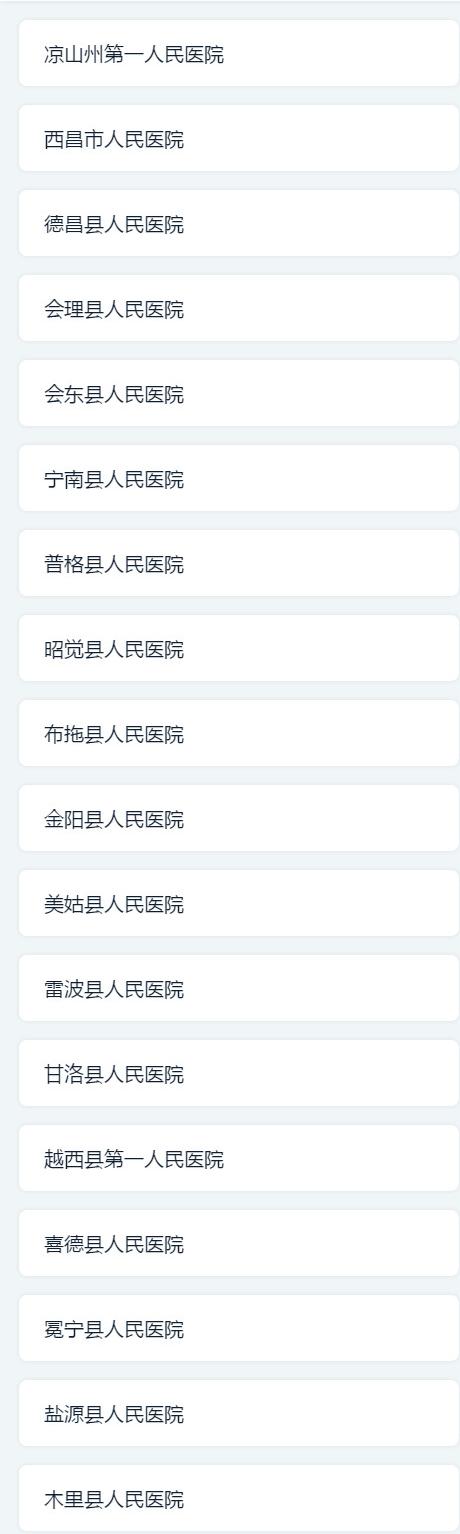 凉山州第一人民医院
西昌市人民医院
德昌县人民医院
会理县人民医院
会东县人民医院
宁南县人民医院
普格县人民医院
昭觉县人民医院
布拖县人民医院
金阳县人民医院
美姑县人民医院
雷波县人民医院
甘洛县人民医院
越西县第一人民医院
喜德县人民医院
冕宁县人民医院
盐源县人民医院
木里县人民医院